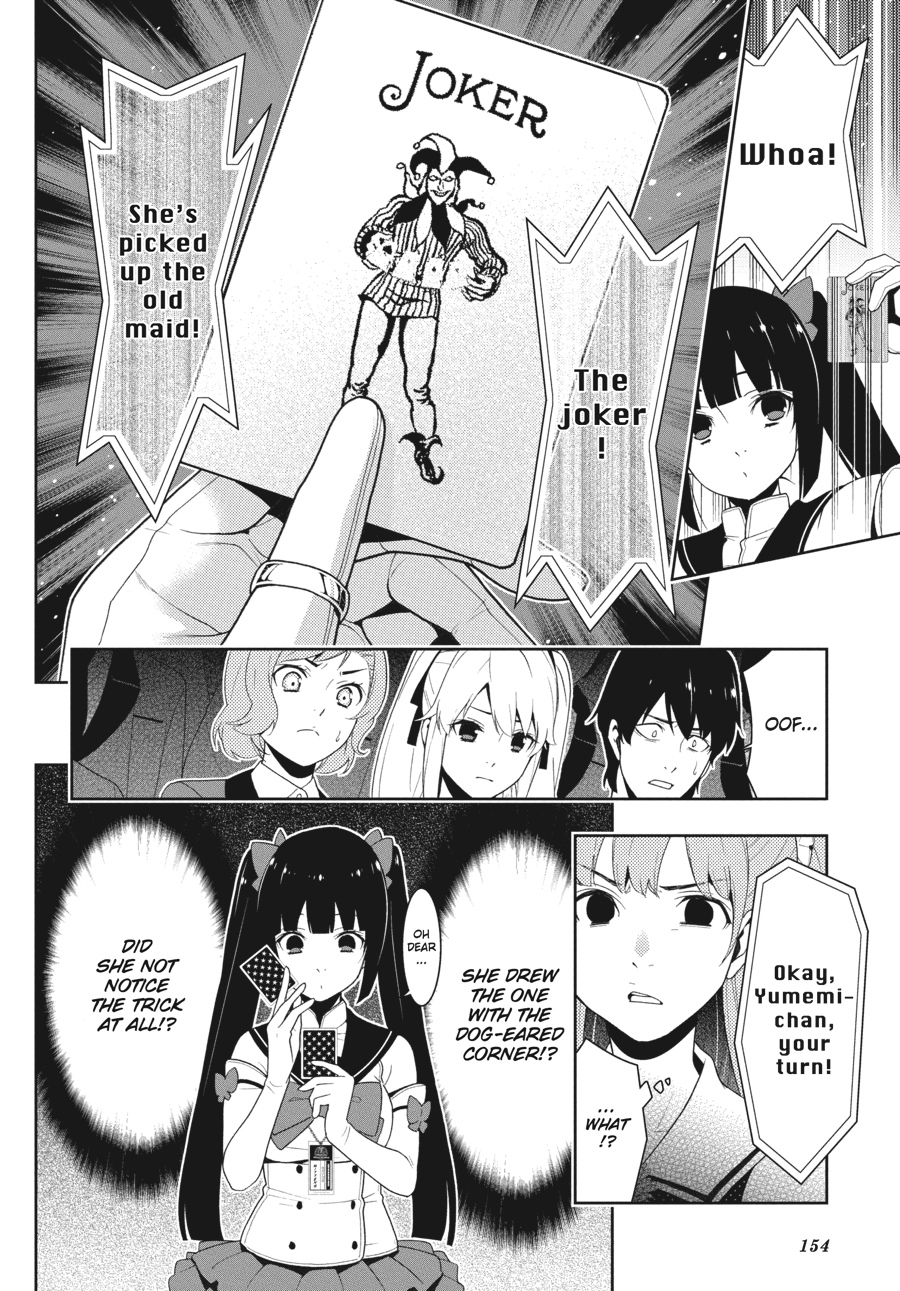 Whoa!
The
joker
!
JOKER
She's
picked
up the
old
maid!
OOF...
Okay,
Yumemi-
chan,
your
turn!
...
WHAT
!?
SHE DREW
THE ONE
WITH THE
DOG-EARED
CORNER!?
OH
DEAR
...
DID
SHE NOT
NOTICE
THE TRICK
AT ALL!?
154